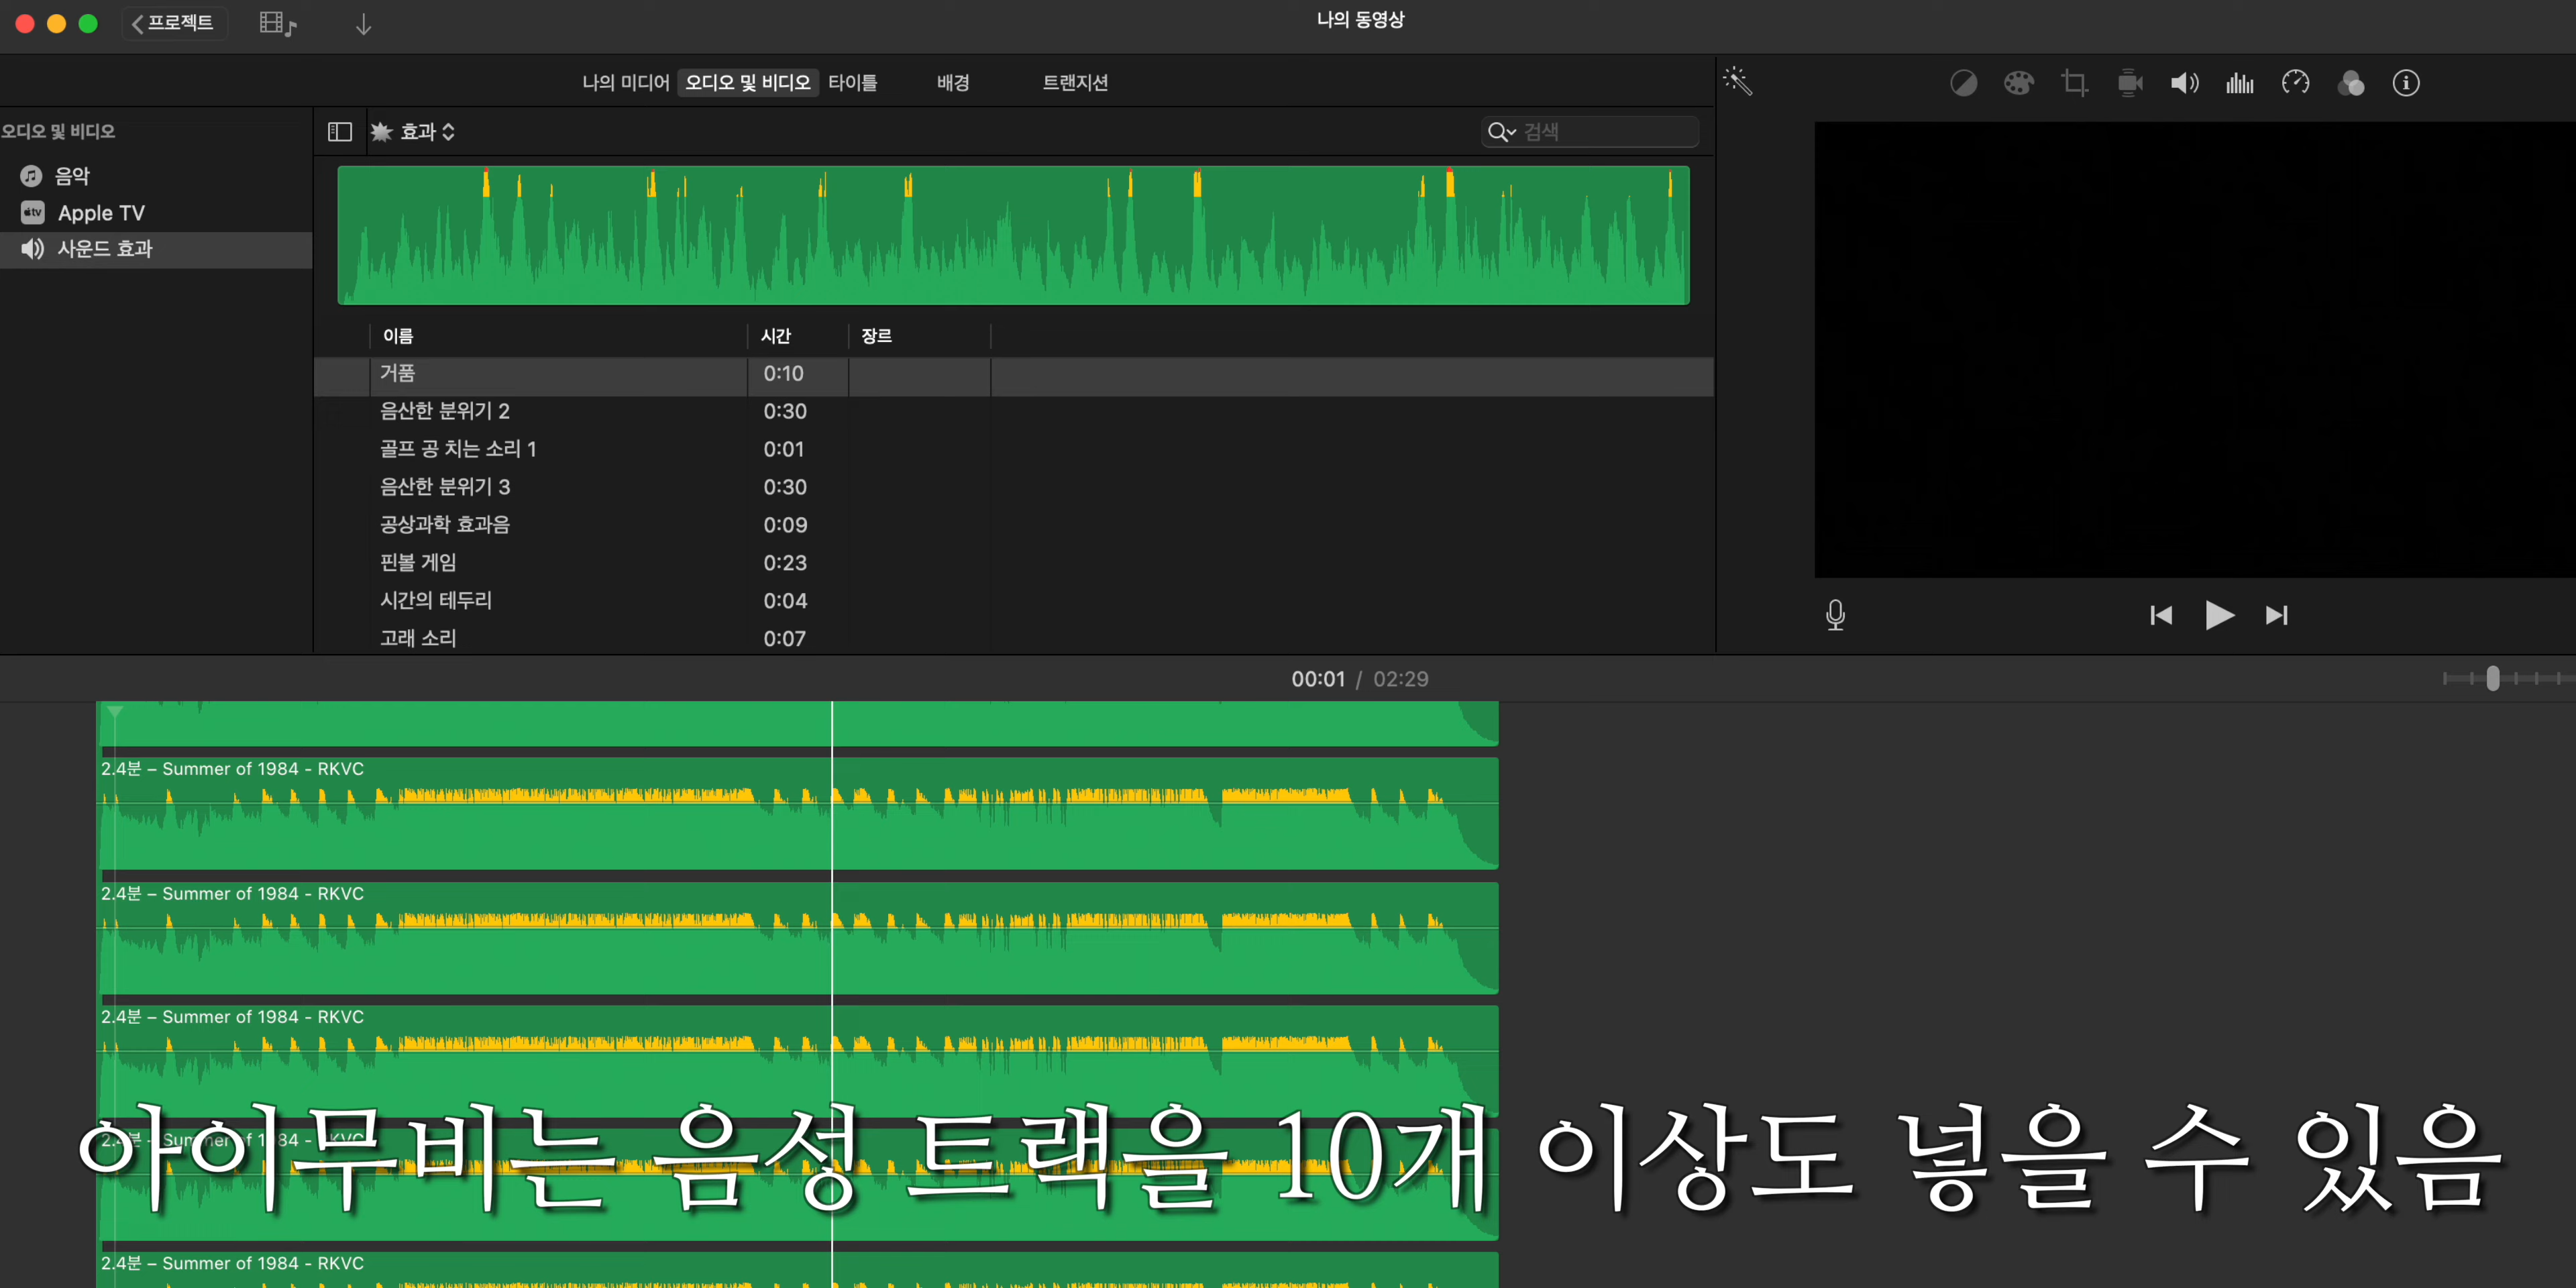 프로젝트
나의 동영상
나의 미디어 오디오 및 비디오 타이틀 배경 트랜지션
오디오 및 비디오
효과
검색
음악
tv Apple TV
사운드 효과
이름 시간 장르
거품 0:10
음산한 분위기 2 0:30
골프 공 치는 소리 1 0:01
음산한 분위기 3 0:30
공상과학 효과음 0:09
핀볼 게임 0:23
시간의 테두리 0:04
고래 소리 0:07
00:01 / 02:29
2.4분 – Summer of 1984 - RKVC
2.4분 – Summer of 1984 - RKVC
2.4분 – Summer of 1984 - RKVC
2.4분 – Summer of 1984 - RKVC
아이무비는 음성 트랙을 10개 이상도 넣을 수 있음
2.4분 – Summer of 1984 - RKVC